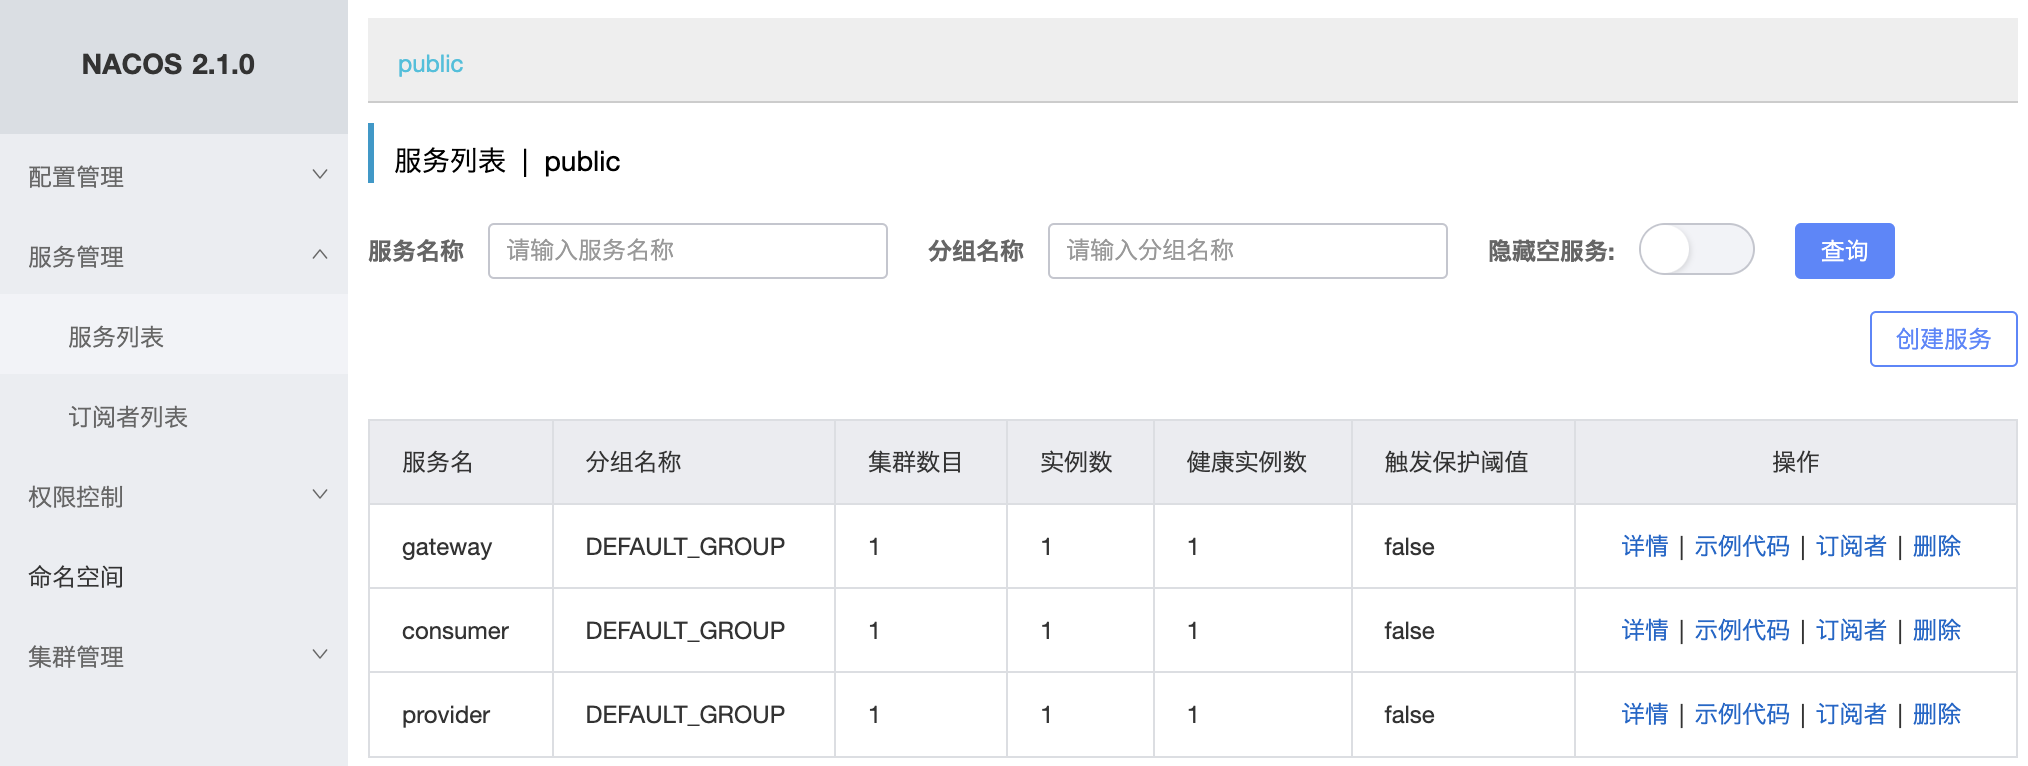 NACOS 2.1.0
配置管理
服务管理
服务列表
订阅者列表
权限控制
命名空间
集群管理
public
服务列表 | public
服务名称 请输入服务名称 分组名称 请输入分组名称 隐藏空服务: 查询
创建服务
服务名 分组名称 集群数目 实例数 健康实例数 触发保护阈值 操作
gateway DEFAULT_GROUP 1 1 1 false 详情 | 示例代码 | 订阅者 | 删除
consumer DEFAULT_GROUP 1 1 1 false 详情 | 示例代码 | 订阅者 | 删除
provider DEFAULT_GROUP 1 1 1 false 详情 | 示例代码 | 订阅者 | 删除